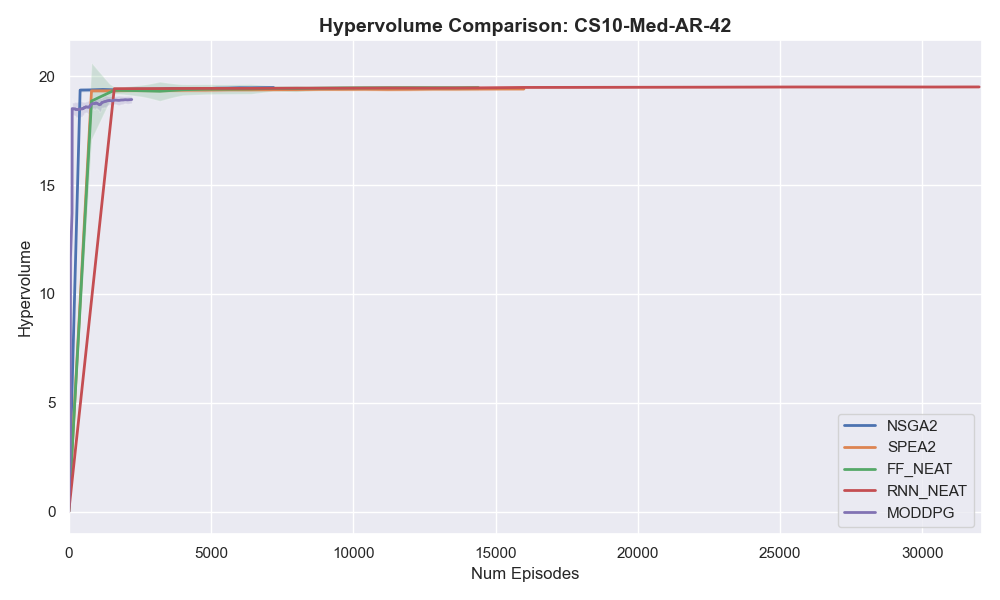 Hypervolume Comparison: CS10-Med-AR-42
Hypervolume
20
15
10
5
0
0 5000 10000 15000 20000 25000 30000
Num Episodes
NSGA2
SPEA2
FF_NEAT
RNN_NEAT
MODDPG